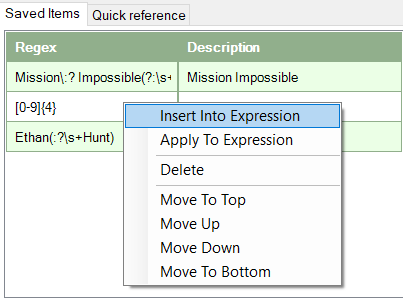 Saved Items Quick reference
Regex Description
Mission\:? Impossible(?:\s+ Mission Impossible
[0-9]{4}
Ethan(:?\s+Hunt)
Insert Into Expression
Apply To Expression
Delete
Move To Top
Move Up
Move Down
Move To Bottom